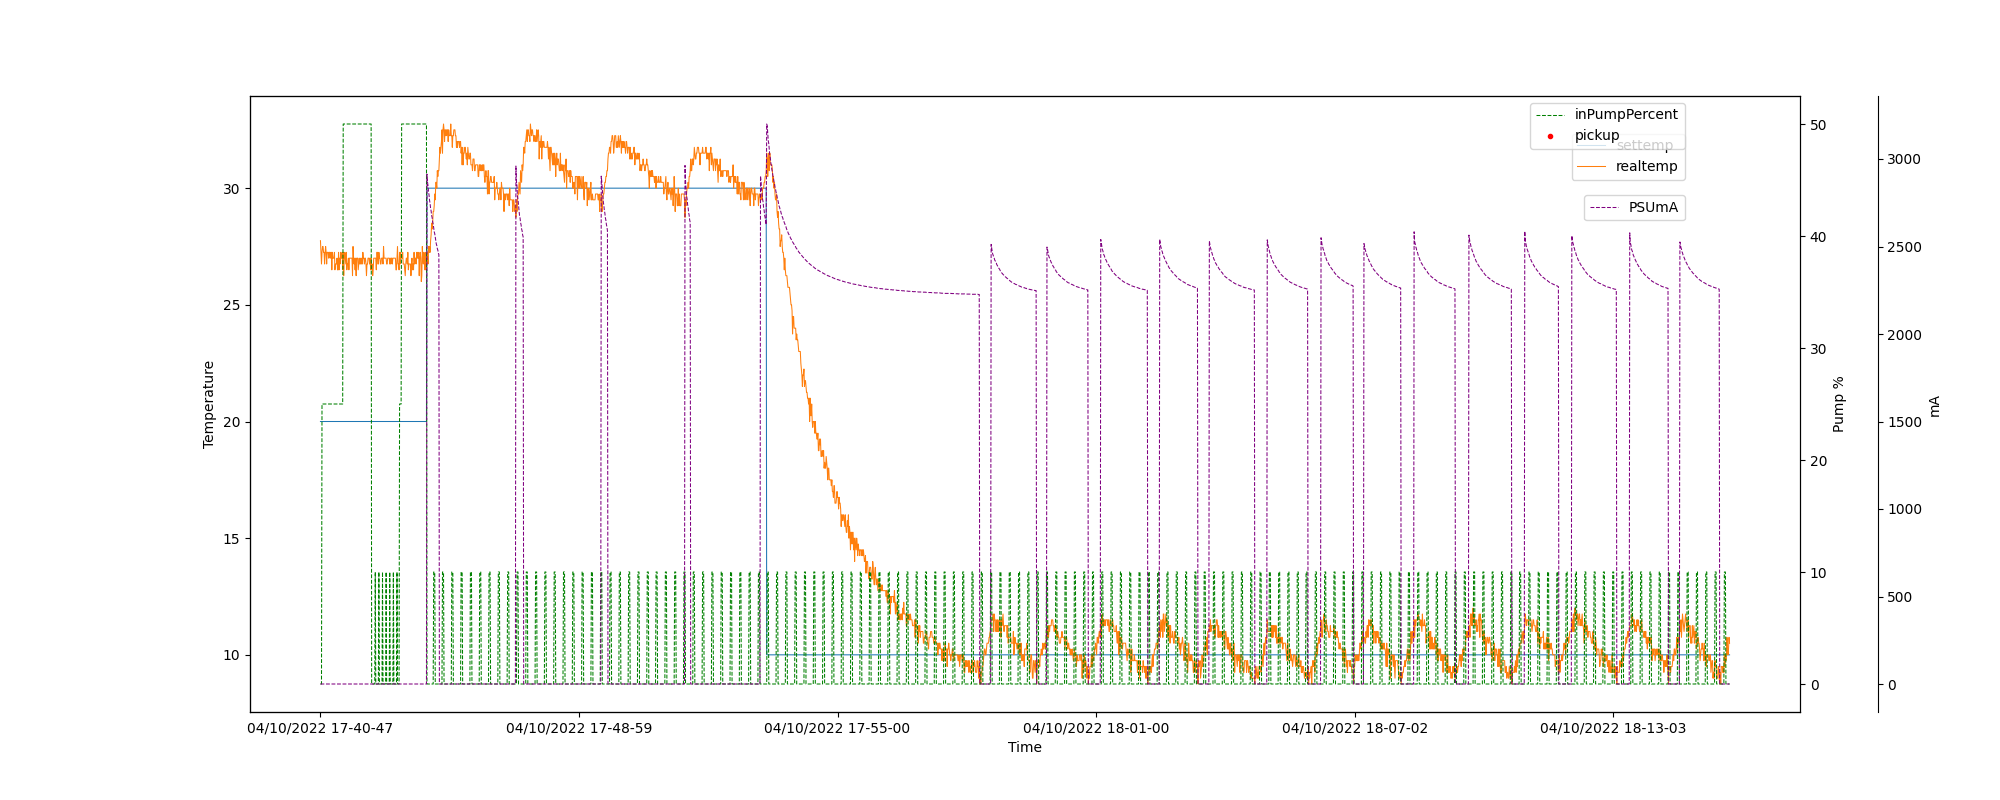 inPumpPercent
pickup
settemp
realtemp
PSUmA
30
25
20
15
10
Temperature
50
40
30
20
10
0
Pump %
3000
2500
2000
1500
1000
500
0
mA
04/10/2022 17-40-47
04/10/2022 17-48-59
04/10/2022 17-55-00
04/10/2022 18-01-00
04/10/2022 18-07-02
04/10/2022 18-13-03
Time